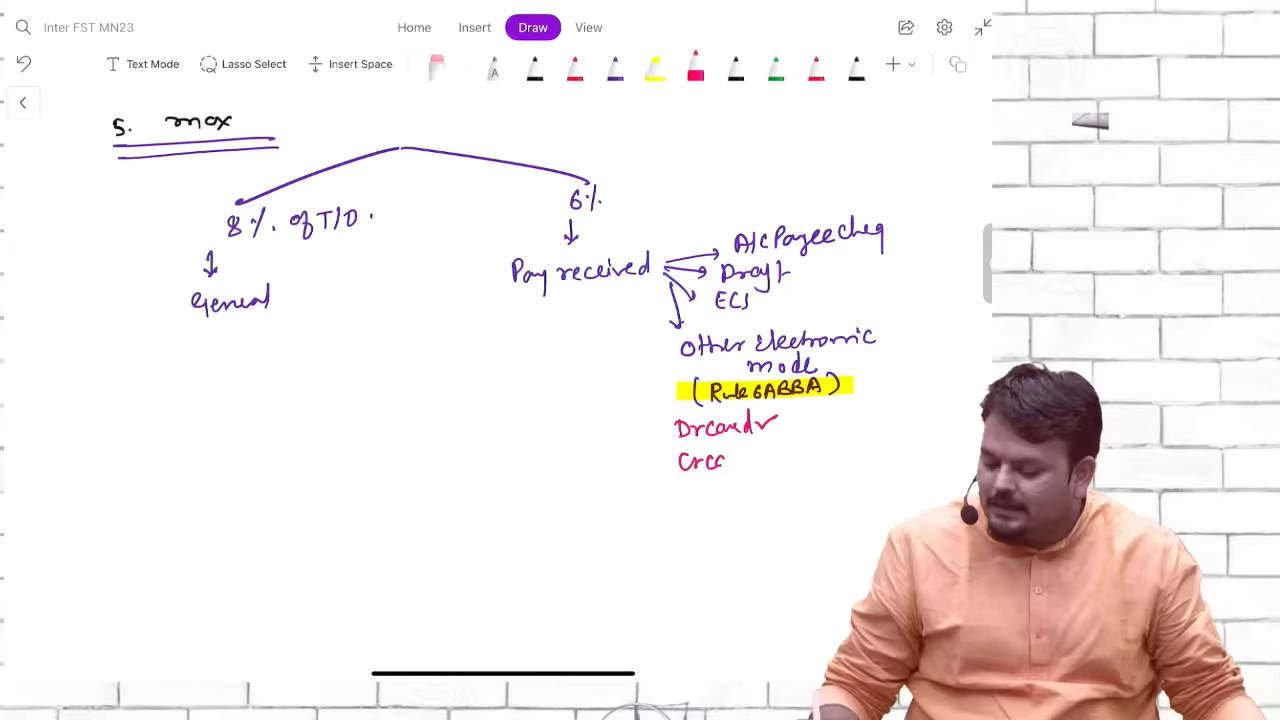 Inter FST MN23
Home Insert Draw View
Text Mode Lasso Select Insert Space
5. max
8%. of T/O.
General
6%.
Pay received
A/c Payee Cheq
Draft
ECS
Other Electronic
mode
(Rule 6ABBA)
Dr card
Cr ca